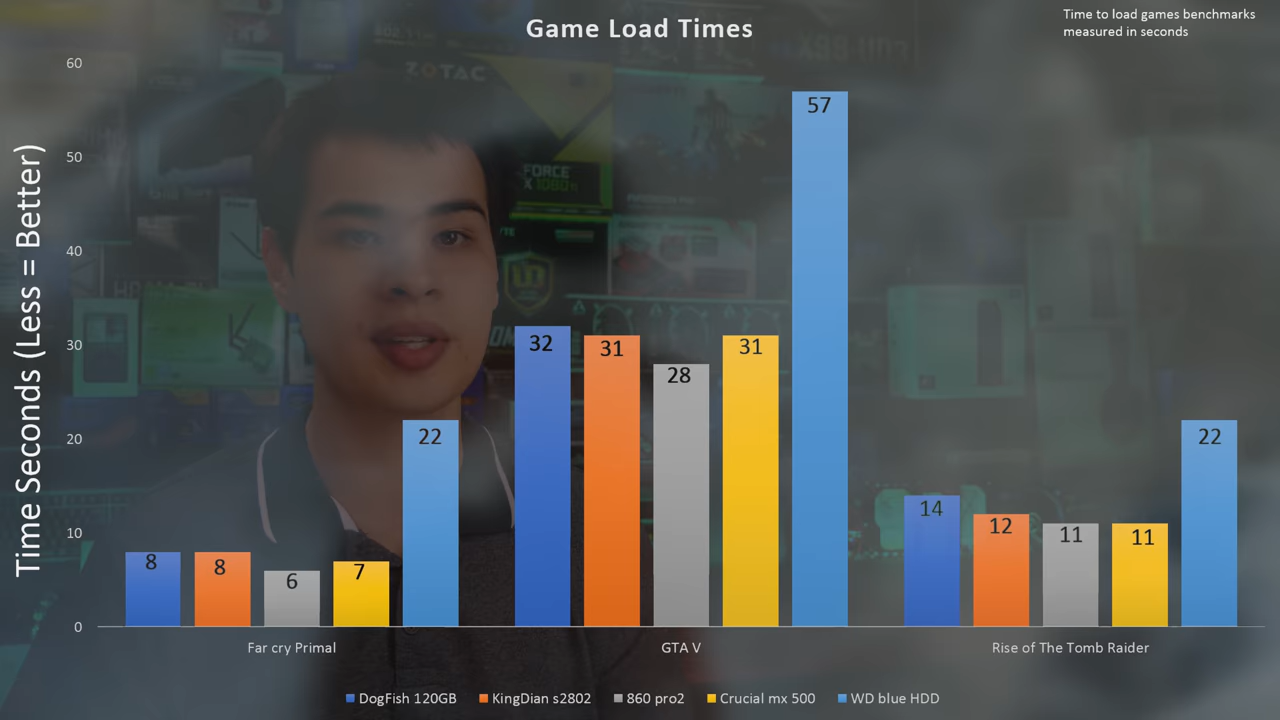 Game Load Times
Time to load games benchmarks
measured in seconds
Time Seconds (Less = Better)
60
50
40
30
20
10
0
8
8
6
7
22
32
31
28
31
57
14
12
11
11
22
Far cry Primal
GTA V
Rise of The Tomb Raider
DogFish 120GB
KingDian s2802
860 pro2
Crucial mx 500
WD blue HDD
ZOTAC
FORCE
X 1080TI